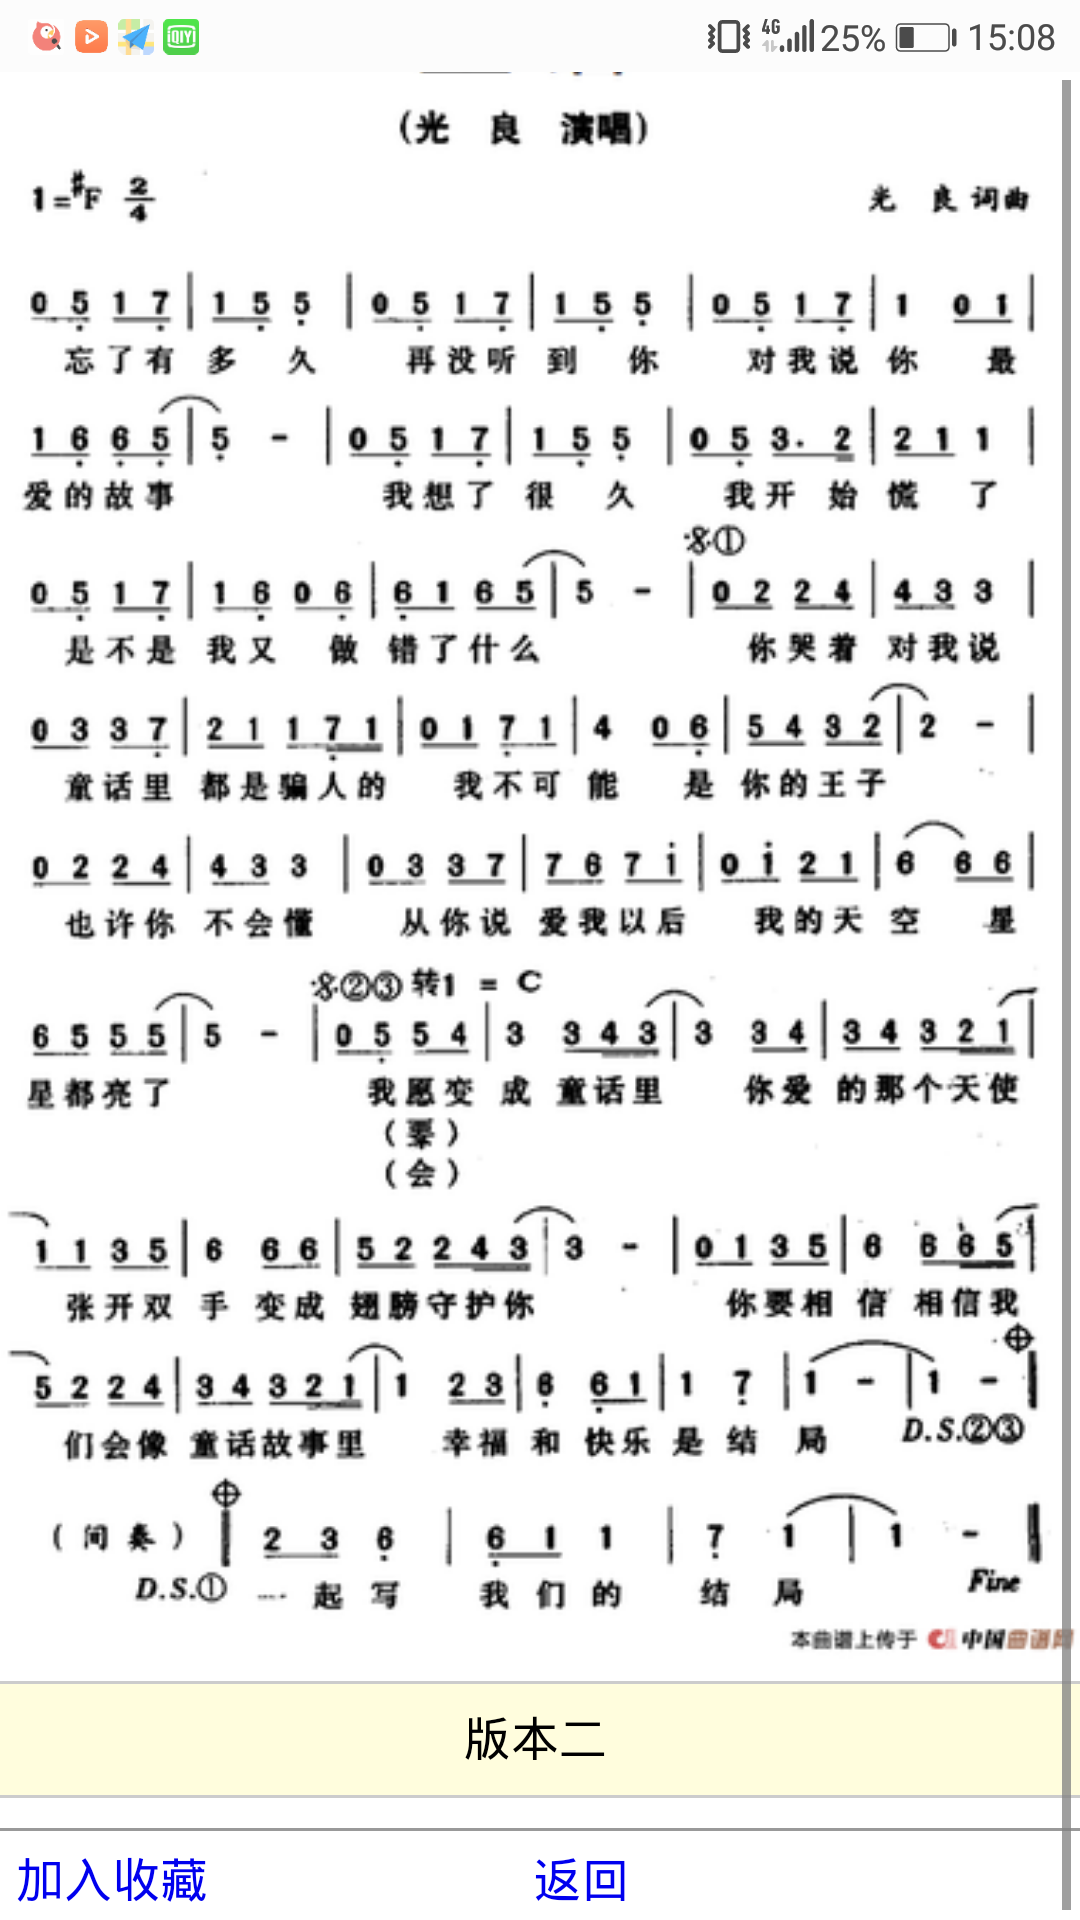 QIY 4G 25% 15:08
(光 良 演唱)
1=#F 2/4 光 良 词曲
0 5 1 7 | 1 5 5 | 0 5 1 7 | 1 5 5 | 0 5 1 7 | 1 0 1 |
忘了有 多 久 再没听 到 你 对我说 你 最
1 6 6 5 | 5 - | 0 5 1 7 | 1 5 5 | 0 5 3. 2 | 2 1 1 |
爱的故事 我想了 很 久 我开 始 慌 了
𝄋①
0 5 1 7 | 1 6 0 6 | 6 1 6 5 | 5 - | 0 2 2 4 | 4 3 3 |
是不是 我又 做 错了什么 你哭着 对我说
0 3 3 7 | 2 1 1 7 1 | 0 1 7 1 | 4 0 6 | 5 4 3 2 | 2 - |
童话里 都是骗人的 我不可 能 是 你的王子
0 2 2 4 | 4 3 3 | 0 3 3 7 | 7 6 7 i | 0 i 2 1 | 6 6 6 |
也许你 不会懂 从你说 爱我以后 我的天 空 星
𝄋②③ 转1 = C
6 5 5 5 | 5 - | 0 5 5 4 | 3 3 4 3 | 3 3 4 | 3 4 3 2 1 |
星都亮了 我愿变 成 童话里 你爱 的那个天使
(要)
(会)
1 1 3 5 | 6 6 6 | 5 2 2 4 3 | 3 - | 0 1 3 5 | 6 6 6 5 |
张开双 手 变成 翅膀守护你 你要相 信 相信我
5 2 2 4 | 3 4 3 2 1 | 1 2 3 | 6 6 1 | 1 7 | 1 - | 1 - ‖
们会像 童话故事里 幸福 和 快乐 是 结 局 D.S.②③
(间奏) 2 3 6 | 6 1 1 | 7 1 | 1 - ‖
D.S.① .... 起 写 我 们 的 结 局 Fine
本曲谱上传于 中国曲谱网
版本二
加入收藏 返回